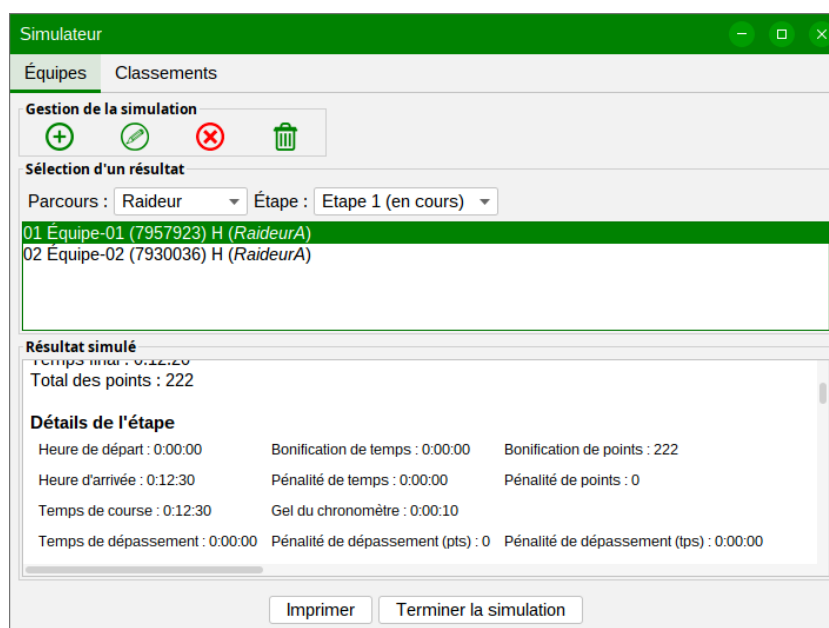 Simulateur
Équipes Classements
Gestion de la simulation
Sélection d'un résultat
Parcours : Raideur Étape : Etape 1 (en cours)
01 Équipe-01 (7957923) H (RaideurA)
02 Équipe-02 (7930036) H (RaideurA)
Résultat simulé
Temps final : 0:12:20
Total des points : 222
Détails de l'étape
Heure de départ : 0:00:00 Bonification de temps : 0:00:00 Bonification de points : 222
Heure d'arrivée : 0:12:30 Pénalité de temps : 0:00:00 Pénalité de points : 0
Temps de course : 0:12:30 Gel du chronomètre : 0:00:10
Temps de dépassement : 0:00:00 Pénalité de dépassement (pts) : 0 Pénalité de dépassement (tps) : 0:00:00
Imprimer Terminer la simulation